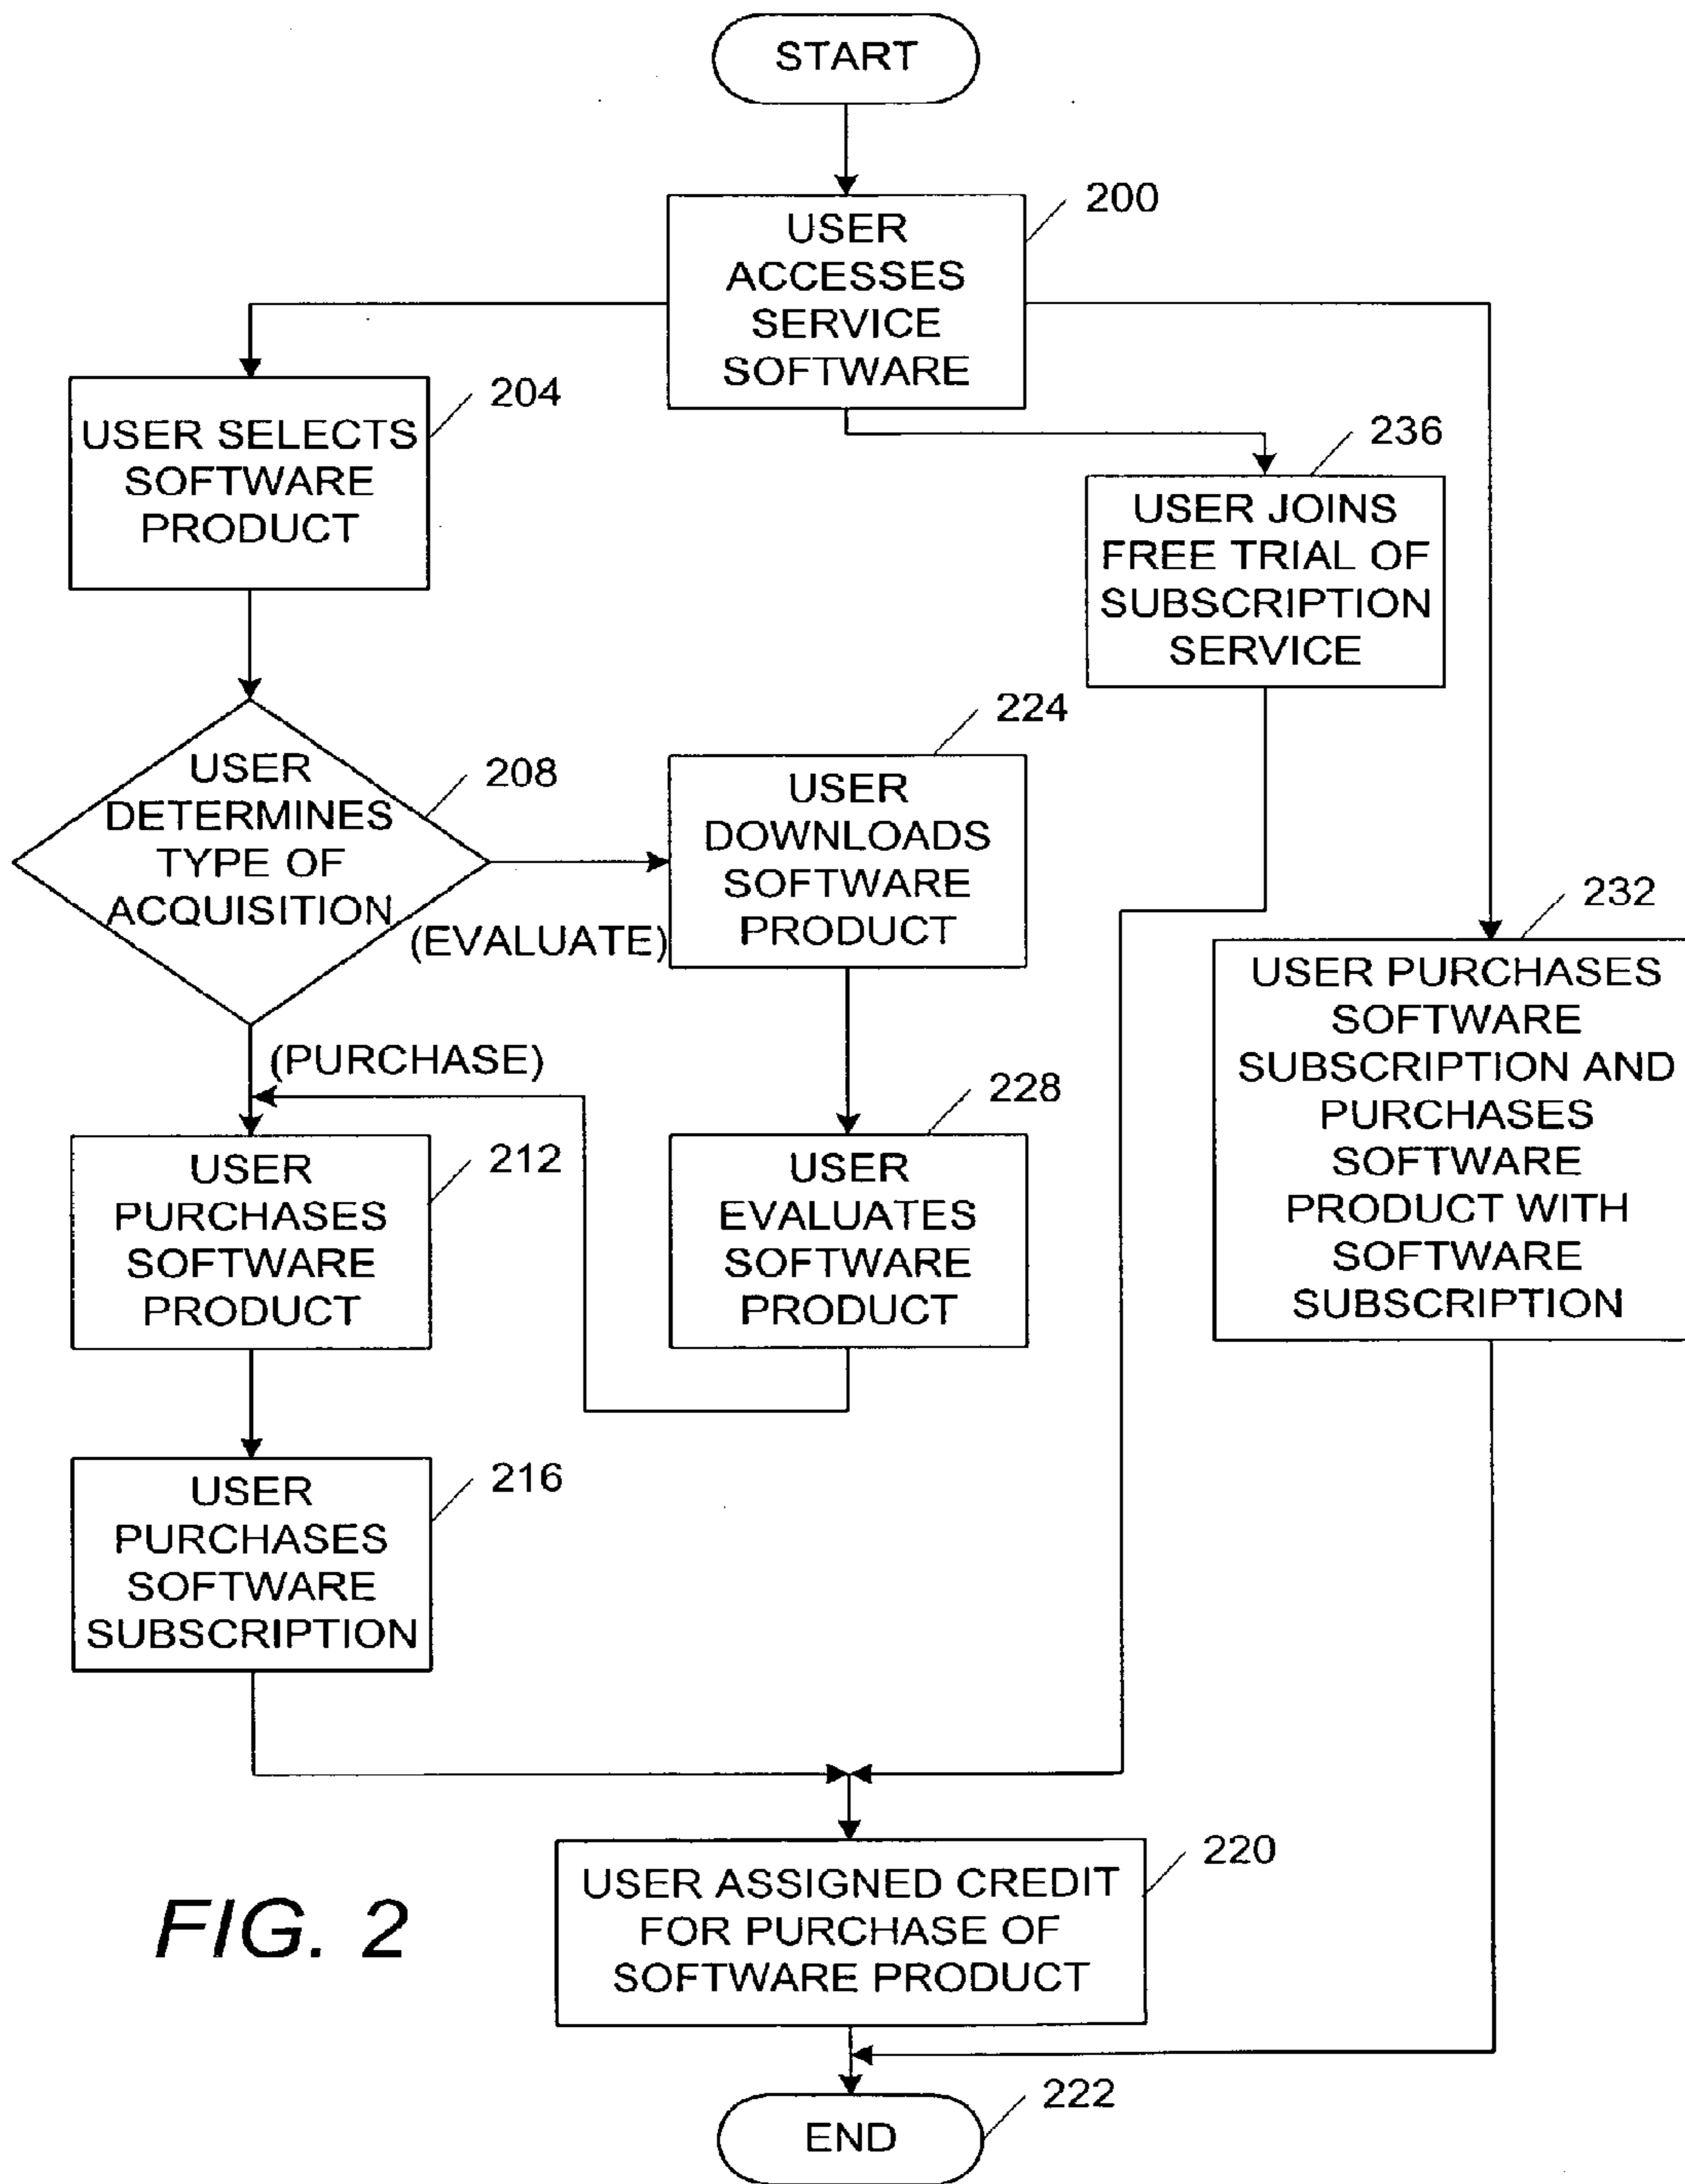 START
200
USER
ACCESSES
SERVICE
SOFTWARE
204
USER SELECTS
SOFTWARE
PRODUCT
236
USER JOINS
FREE TRIAL OF
SUBSCRIPTION
SERVICE
208
USER
DETERMINES
TYPE OF
ACQUISITION
(EVALUATE)
(PURCHASE)
224
USER
DOWNLOADS
SOFTWARE
PRODUCT
232
USER PURCHASES
SOFTWARE
SUBSCRIPTION AND
PURCHASES
SOFTWARE
PRODUCT WITH
SOFTWARE
SUBSCRIPTION
212
USER
PURCHASES
SOFTWARE
PRODUCT
228
USER
EVALUATES
SOFTWARE
PRODUCT
216
USER
PURCHASES
SOFTWARE
SUBSCRIPTION
220
USER ASSIGNED CREDIT
FOR PURCHASE OF
SOFTWARE PRODUCT
FIG. 2
222
END